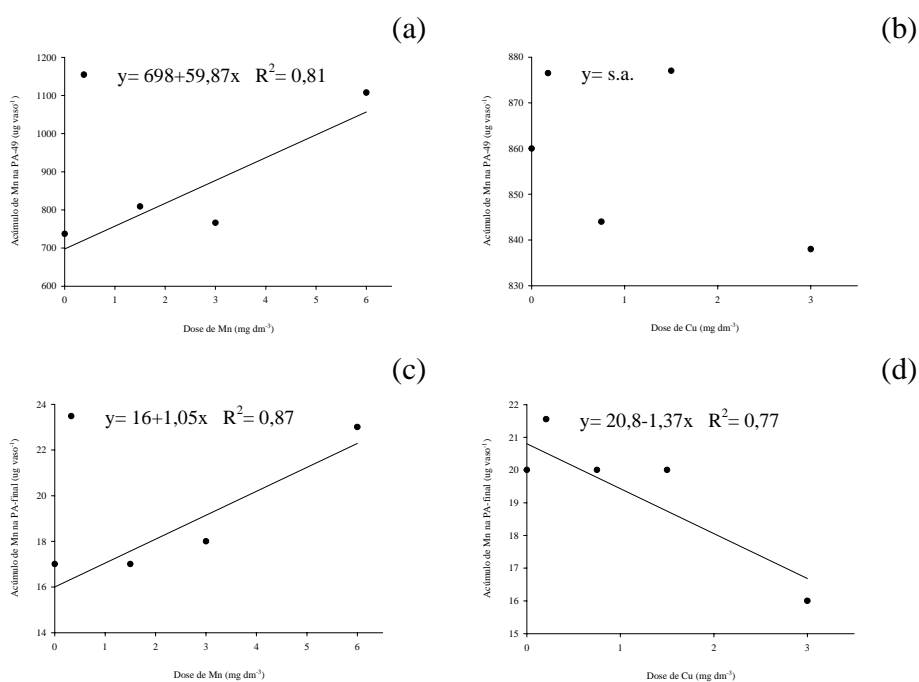 (a)
y= 698+59,87x R²= 0,81
Acúmulo de Mn na PA-49 (ug vaso⁻¹)
1200
1100
1000
900
800
700
600
0 1 2 3 4 5 6
Dose de Mn (mg dm⁻³)
(b)
y= s.a.
Acúmulo de Mn na PA-49 (ug vaso⁻¹)
880
870
860
850
840
830
0 1 2 3
Dose de Cu (mg dm⁻³)
(c)
y= 16+1,05x R²= 0,87
Acúmulo de Mn na PA-final (ug vaso⁻¹)
24
22
20
18
16
14
0 1 2 3 4 5 6
Dose de Mn (mg dm⁻³)
(d)
y= 20,8-1,37x R²= 0,77
Acúmulo de Mn na PA-final (ug vaso⁻¹)
22
21
20
19
18
17
16
15
0 1 2 3
Dose de Cu (mg dm⁻³)